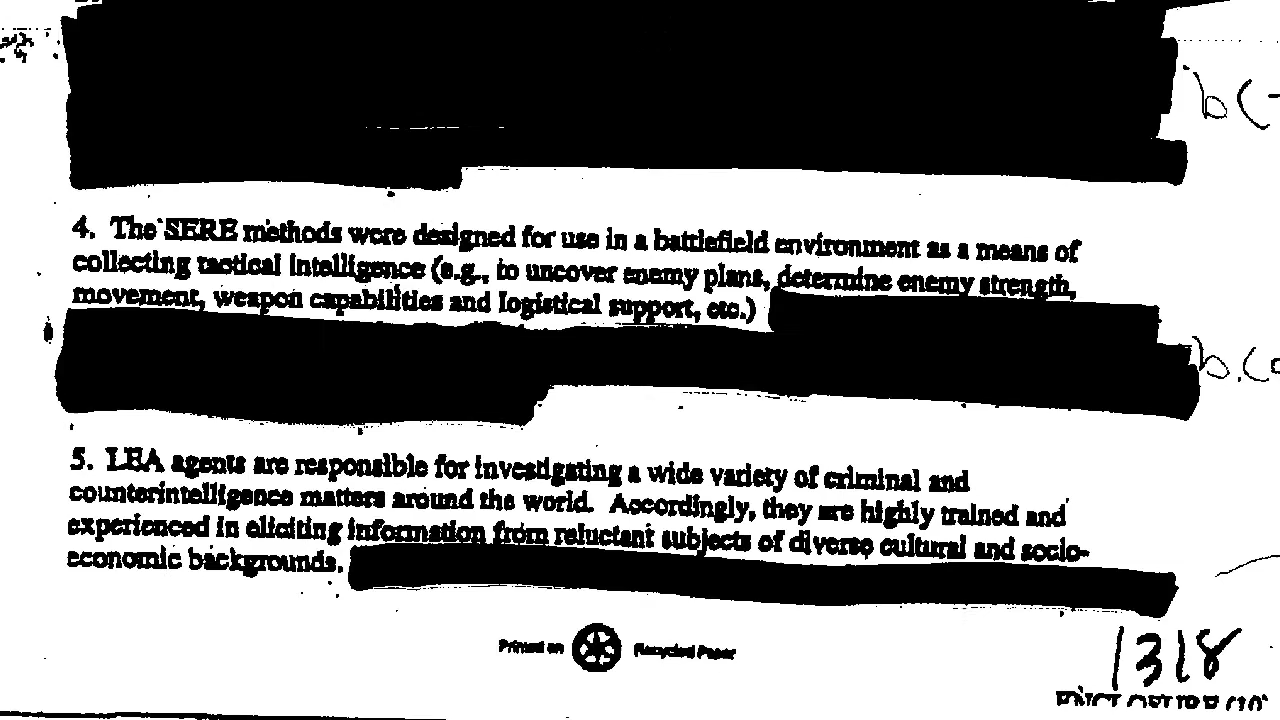 b(
4. The SERE methods were designed for use in a battlefield environment as a means of
collecting tactical intelligence (e.g., to uncover enemy plans, determine enemy strength,
movement, weapon capabilities and logistical support, etc.)
b.(
5. LEA agents are responsible for investigating a wide variety of criminal and
counterintelligence matters around the world. Accordingly, they are highly trained and
experienced in eliciting information from reluctant subjects of diverse cultural and socio-
economic backgrounds.
Printed on Recycled Paper
1318
ENCLOSURE (10)